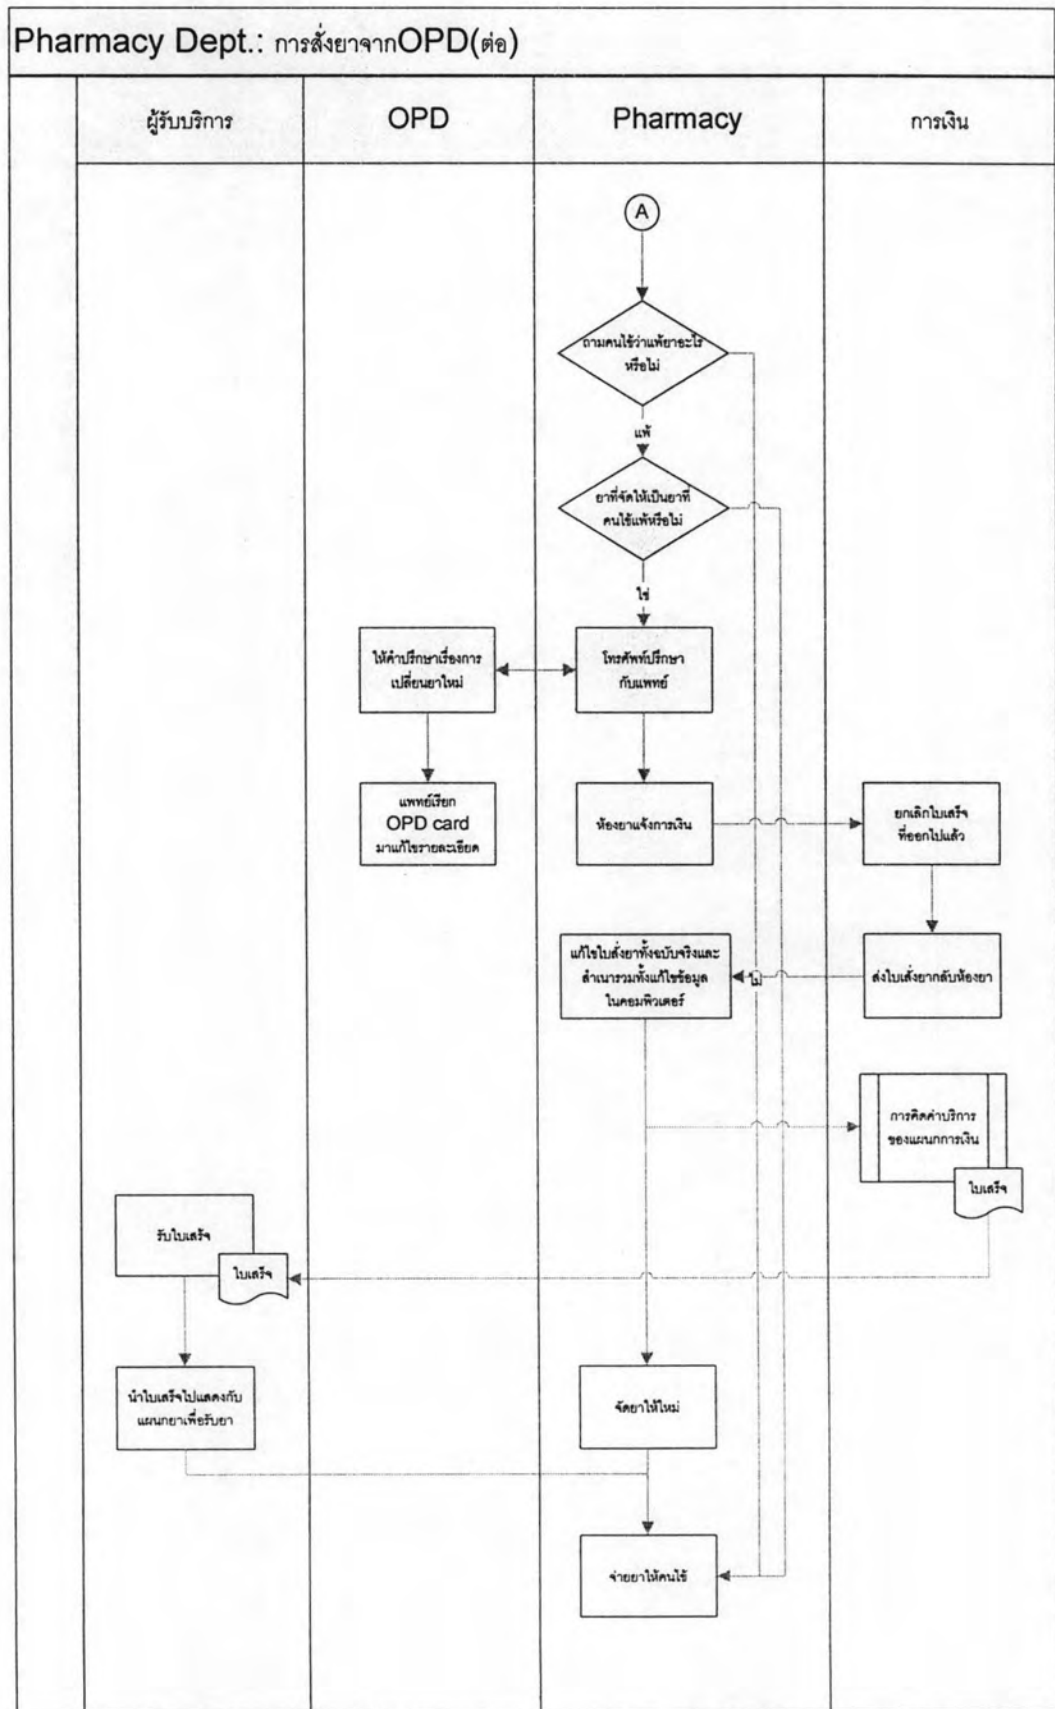 Pharmacy Dept.: การสั่งยาจากOPD(ต่อ)
ผู้รับบริการ
OPD
Pharmacy
การเงิน
A
ถามคนไข้ว่าแพ้ยาอะไร
หรือไม่
แพ้
ยาที่จัดให้เป็นยาที่
คนไข้แพ้หรือไม่
ใช่
ให้คำปรึกษาเรื่องการ
เปลี่ยนยาใหม่
โทรศัพท์ปรึกษา
กับแพทย์
แพทย์เรียก
OPD card
มาแก้ไขรายละเอียด
ห้องยาแจ้งการเงิน
ยกเลิกใบเสร็จ
ที่ออกไปแล้ว
แก้ไขใบสั่งยาทั้งฉบับจริงและ
สำเนารวมทั้งแก้ไขข้อมูล
ในคอมพิวเตอร์
ไม่
ส่งใบสั่งยากลับห้องยา
การคิดค่าบริการ
ของแผนกการเงิน
ใบเสร็จ
รับใบเสร็จ
ใบเสร็จ
นำใบเสร็จไปแสดงกับ
แผนกยาเพื่อรับยา
จัดยาให้ใหม่
จ่ายยาให้คนไข้